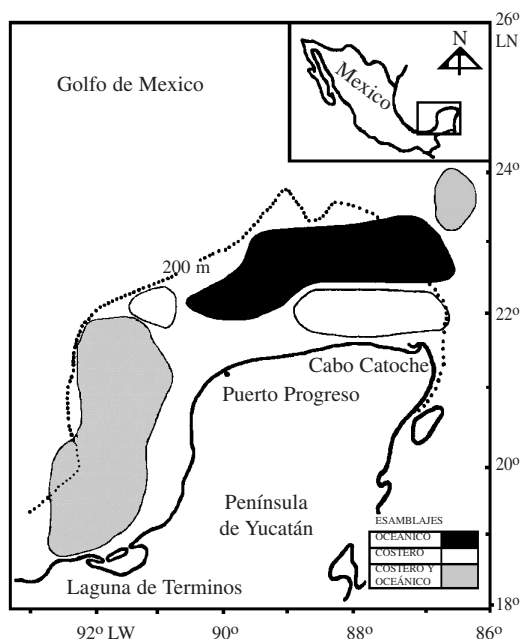 26º
LN
Golfo de Mexico
Mexico
N
24º
200 m
22º
Cabo Catoche
Puerto Progreso
20º
Península
de Yucatán
ESAMBLAJES
OCEÁNICO
COSTERO
COSTERO Y
OCEÁNICO
Laguna de Terminos
18º
92º LW
90º
88º
86º